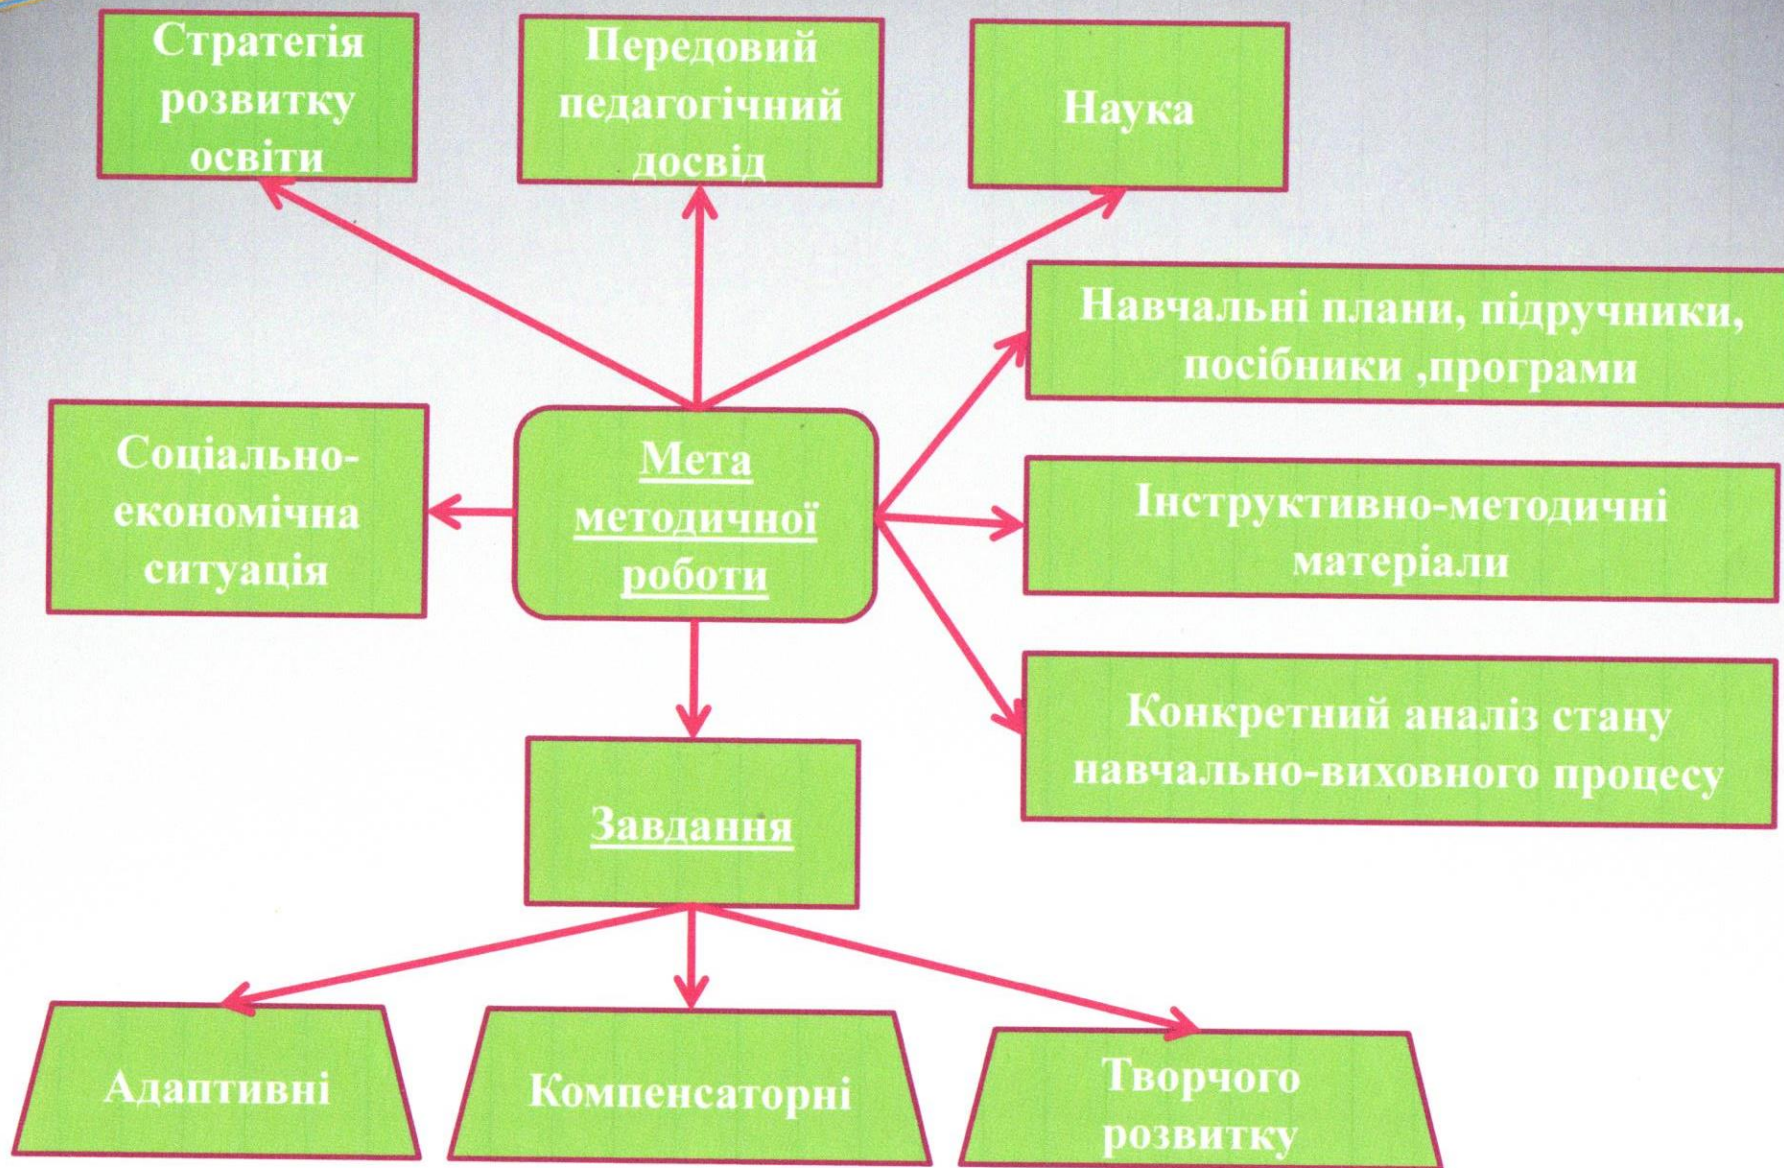 Стратегія
розвитку
освіти
Передовий
педагогічний
досвід
Наука
Навчальні плани, підручники,
посібники ,програми
Соціально-
економічна
ситуація
Мета
методичної
роботи
Інструктивно-методичні
матеріали
Конкретний аналіз стану
навчально-виховного процесу
Завдання
Адаптивні
Компенсаторні
Творчого
розвитку